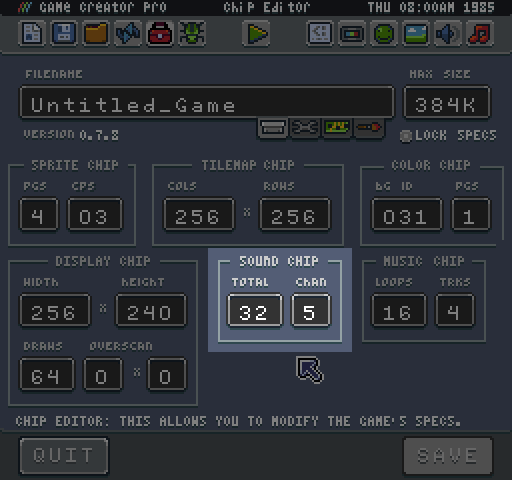 Game Creator Pro Chip Editor THU 08:00AM 1985
FILENAME MAX SIZE
Untitled_Game 384K
VERSION 0.7.8 LOCK SPECS
SPRITE CHIP TILEMAP CHIP COLOR CHIP
PGS CPS COLS ROWS BG ID PGS
4 03 256 x 256 031 1
DISPLAY CHIP SOUND CHIP MUSIC CHIP
WIDTH HEIGHT TOTAL CHAN LOOPS TRKS
256 x 240 32 5 16 4
DRAWS OVERSCAN
64 0 x 0
CHIP EDITOR: THIS ALLOWS YOU TO MODIFY THE GAME'S SPECS.
QUIT SAVE